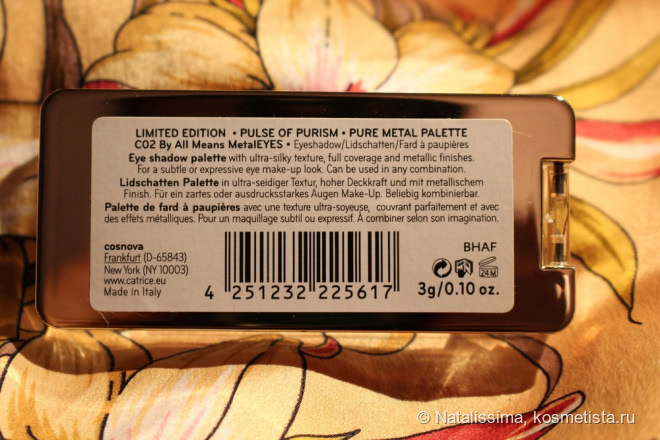 LIMITED EDITION • PULSE OF PURISM • PURE METAL PALETTE
C02 By All Means MetalEYES • Eyeshadow/Lidschatten/Fard à paupières
Eye shadow palette with ultra-silky texture, full coverage and metallic finishes.
For a subtle or expressive eye make-up look. Can be used in any combination.
Lidschatten Palette in ultra-seidiger Textur, hoher Deckkraft und mit metallischem
Finish. Für ein zartes oder ausdrucksstarkes Augen Make-Up. Beliebig kombinierbar.
Palette de fard à paupières avec une texture ultra-soyeuse, couvrant parfaitement et avec
des effets métalliques. Pour un maquillage subtil ou expressif. A combiner selon son imagination.
cosnova
Frankfurt (D-65843)
New York (NY 10003)
www.catrice.eu
Made in Italy
4 251232 225617
BHAF
24 M
3g/0.10 oz.
© Natalissima, kosmetista.ru